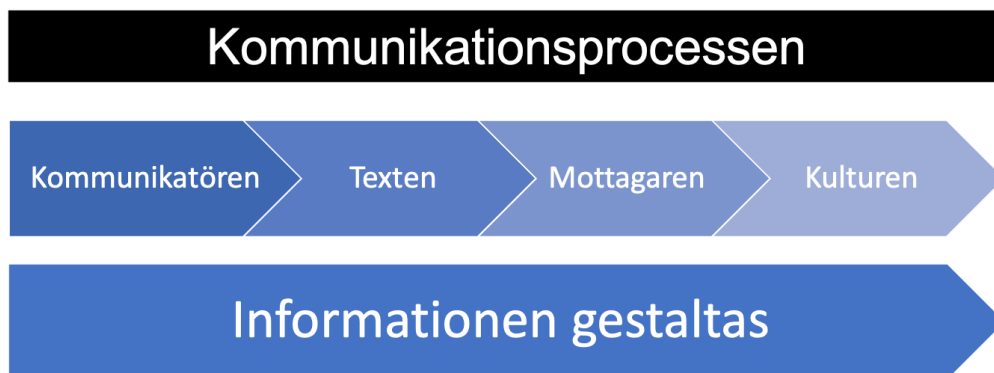 Kommunikationsprocessen
Kommunikatören
Texten
Mottagaren
Kulturen
Informationen gestaltas